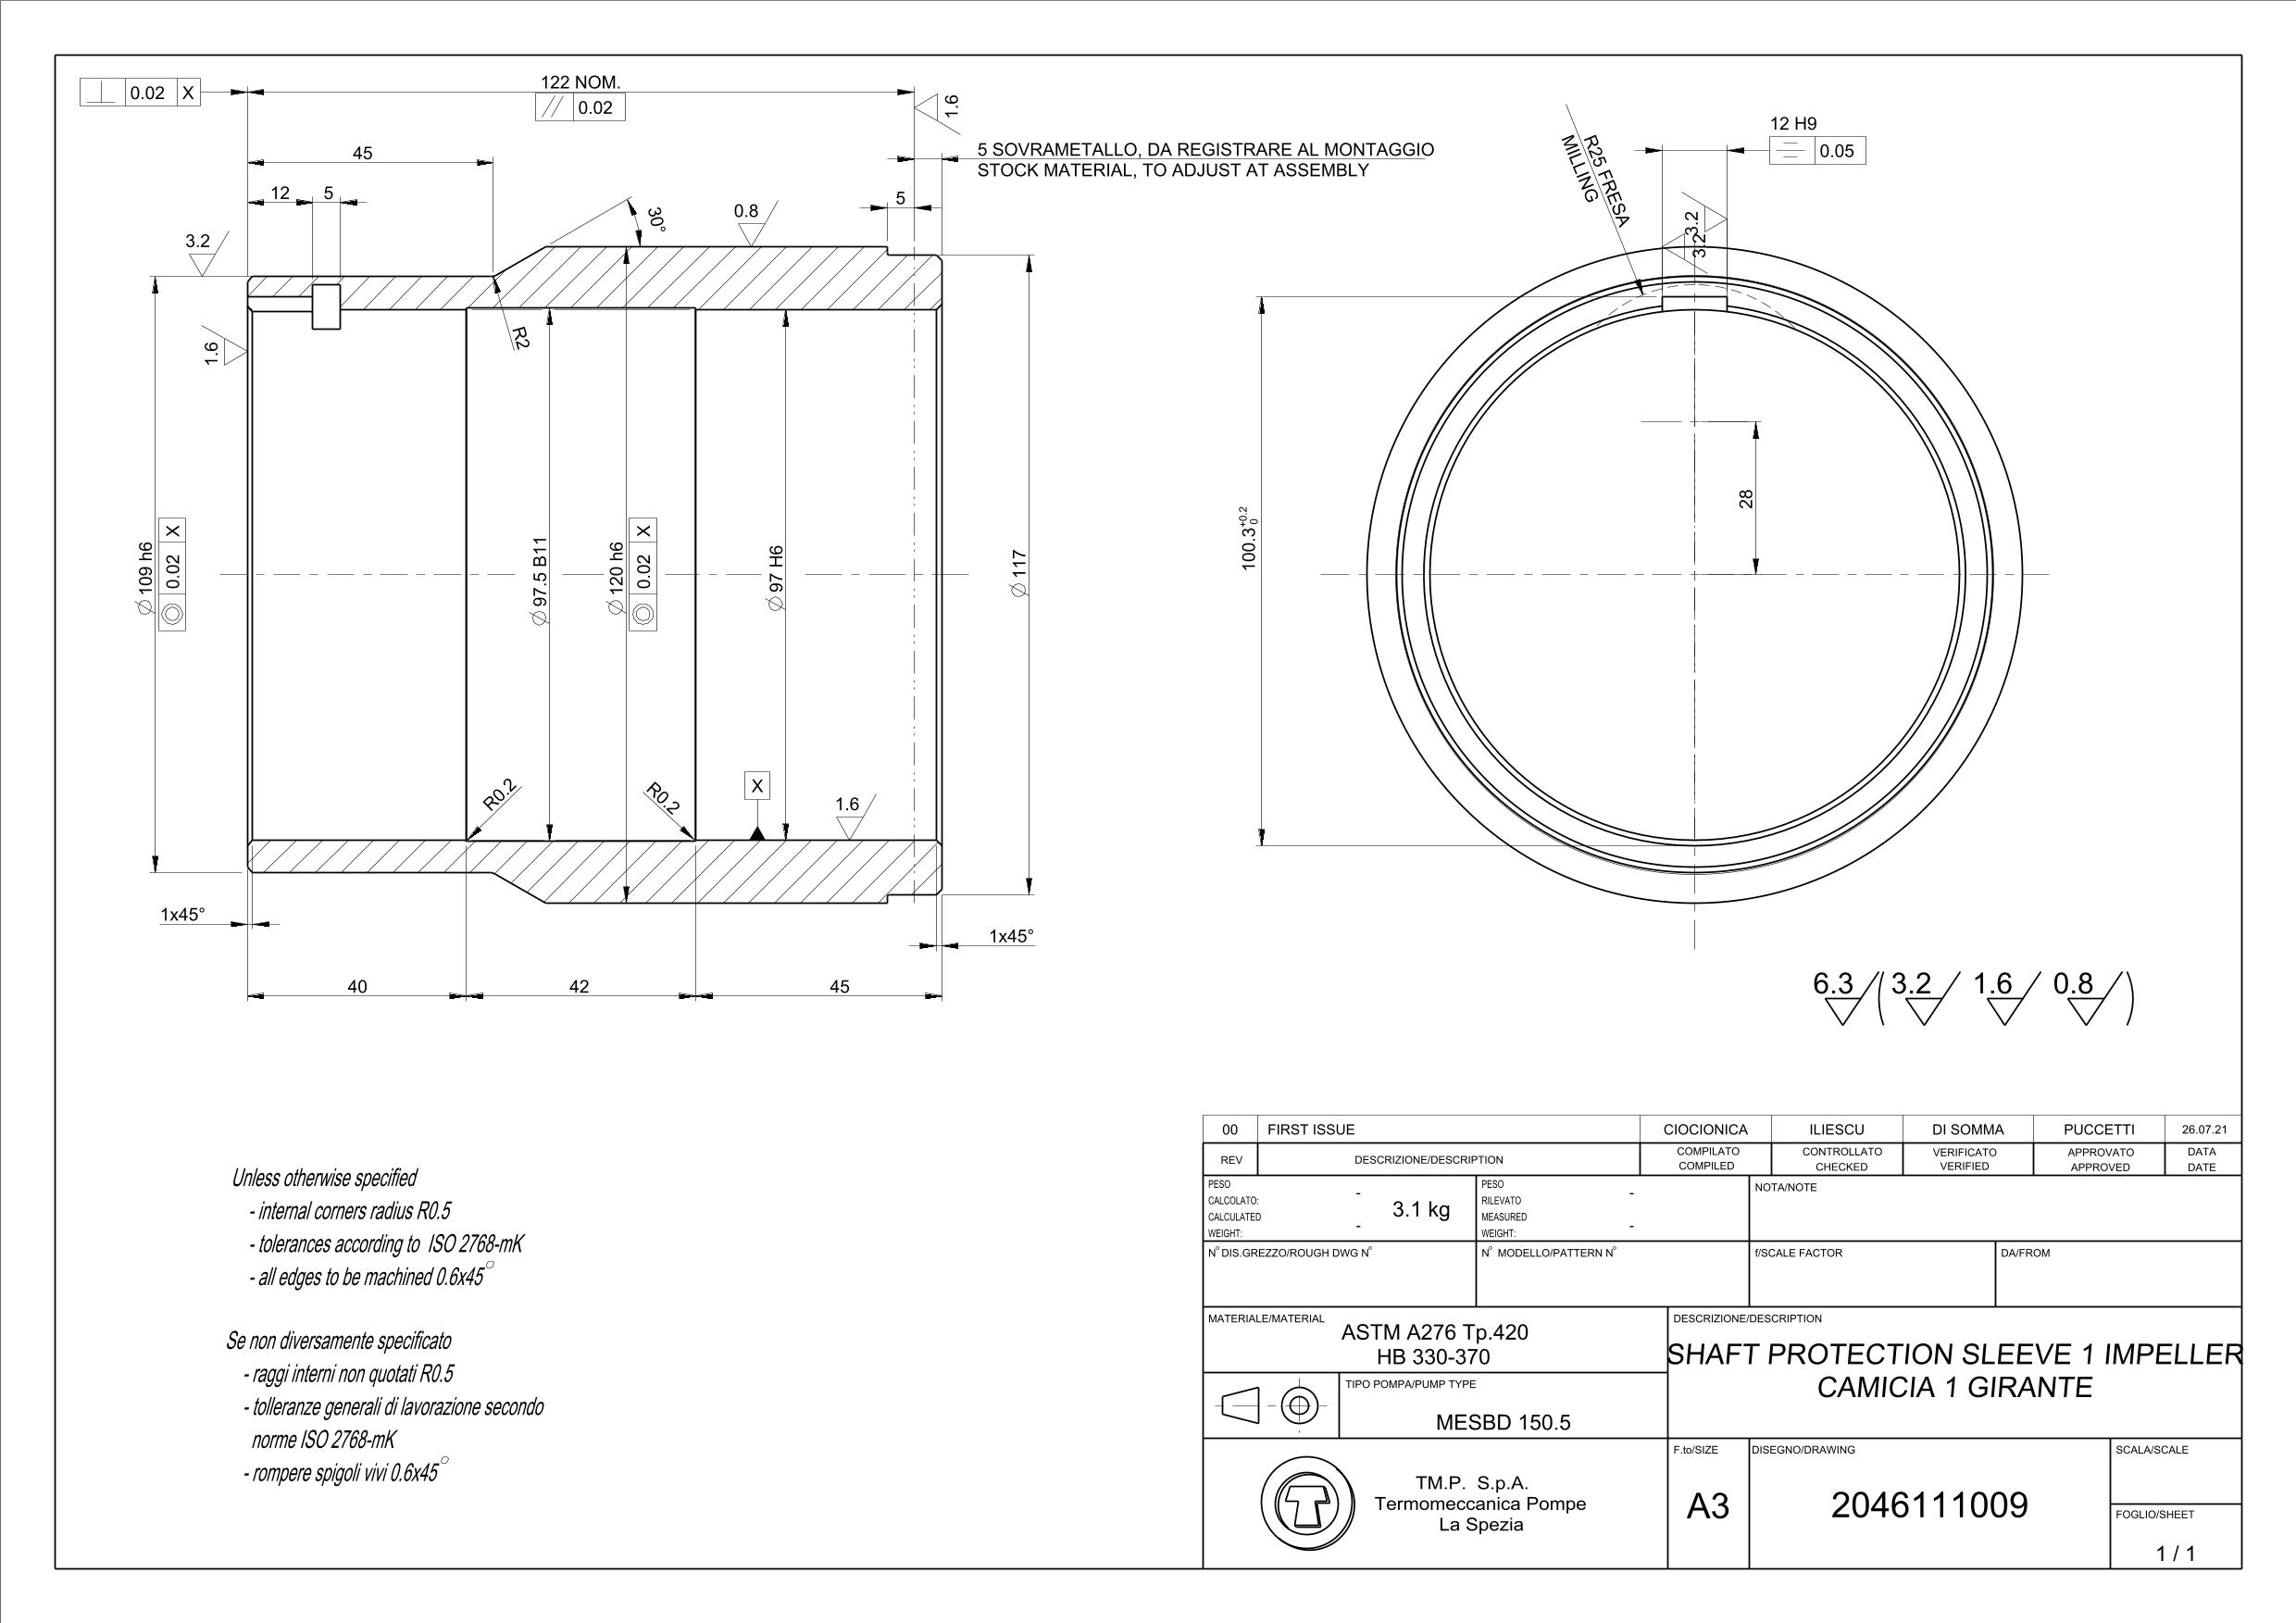 0.02 X
122 NOM.
// 0.02
1.6
45
5 SOVRAMETALLO, DA REGISTRARE AL MONTAGGIO
STOCK MATERIAL, TO ADJUST AT ASSEMBLY
12 5
30°
0.8
5
3.2
R2
1.6
Ø109 h6
0.02 X
Ø97.5 B11
Ø120 h6
0.02 X
Ø97 H6
Ø117
R0.2
R0.2
X
1.6
1x45°
1x45°
40
42
45
R25 FRESA
MILLING
12 H9
0.05
3.2
3.2
100.3 +0.2 0
28
6.3 ( 3.2 1.6 0.8 )
Unless otherwise specified
- internal corners radius R0.5
- tolerances according to ISO 2768-mK
- all edges to be machined 0.6x45°
Se non diversamente specificato
- raggi interni non quotati R0.5
- tolleranze generali di lavorazione secondo
norme ISO 2768-mK
- rompere spigoli vivi 0.6x45°
00 FIRST ISSUE CIOCIONICA ILIESCU DI SOMMA PUCCETTI 26.07.21
REV DESCRIZIONE/DESCRIPTION COMPILATO CONTROLLATO VERIFICATO APPROVATO DATA
COMPILED CHECKED VERIFIED APPROVED DATE
PESO
CALCOLATO: -
CALCULATED 3.1 kg
WEIGHT: -
PESO
RILEVATO -
MEASURED
WEIGHT: -
NOTA/NOTE
N° DIS.GREZZO/ROUGH DWG N° N° MODELLO/PATTERN N° f/SCALE FACTOR DA/FROM
MATERIALE/MATERIAL
ASTM A276 Tp.420
HB 330-370
DESCRIZIONE/DESCRIPTION
SHAFT PROTECTION SLEEVE 1 IMPELLER
CAMICIA 1 GIRANTE
TIPO POMPA/PUMP TYPE
MESBD 150.5
TM.P. S.p.A.
Termomeccanica Pompe
La Spezia
F.to/SIZE
A3
DISEGNO/DRAWING
2046111009
SCALA/SCALE
FOGLIO/SHEET
1 / 1